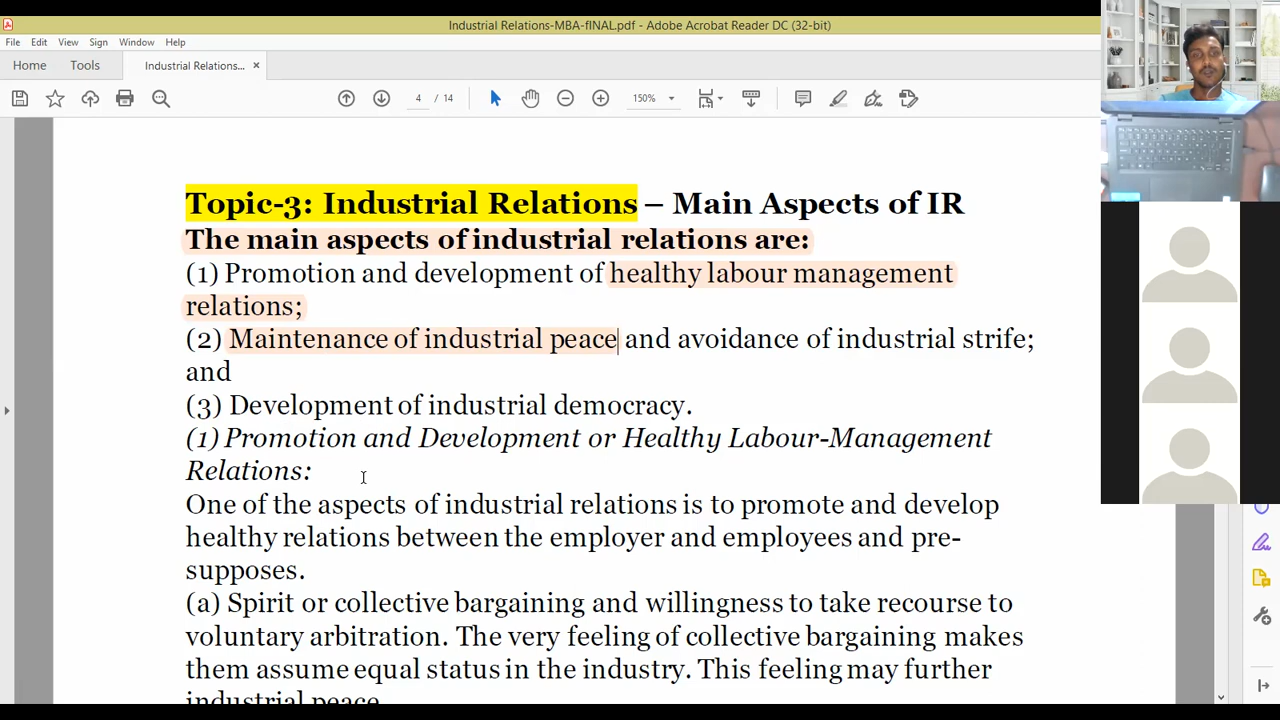 Industrial Relations-MBA-fINAL.pdf - Adobe Acrobat Reader DC (32-bit)
File Edit View Sign Window Help
Home Tools Industrial Relations... ×
4 / 14 150%
Topic-3: Industrial Relations – Main Aspects of IR
The main aspects of industrial relations are:
(1) Promotion and development of healthy labour management
relations;
(2) Maintenance of industrial peace and avoidance of industrial strife;
and
(3) Development of industrial democracy.
(1) Promotion and Development or Healthy Labour-Management
Relations:
One of the aspects of industrial relations is to promote and develop
healthy relations between the employer and employees and pre-
supposes.
(a) Spirit or collective bargaining and willingness to take recourse to
voluntary arbitration. The very feeling of collective bargaining makes
them assume equal status in the industry. This feeling may further
industrial peace.